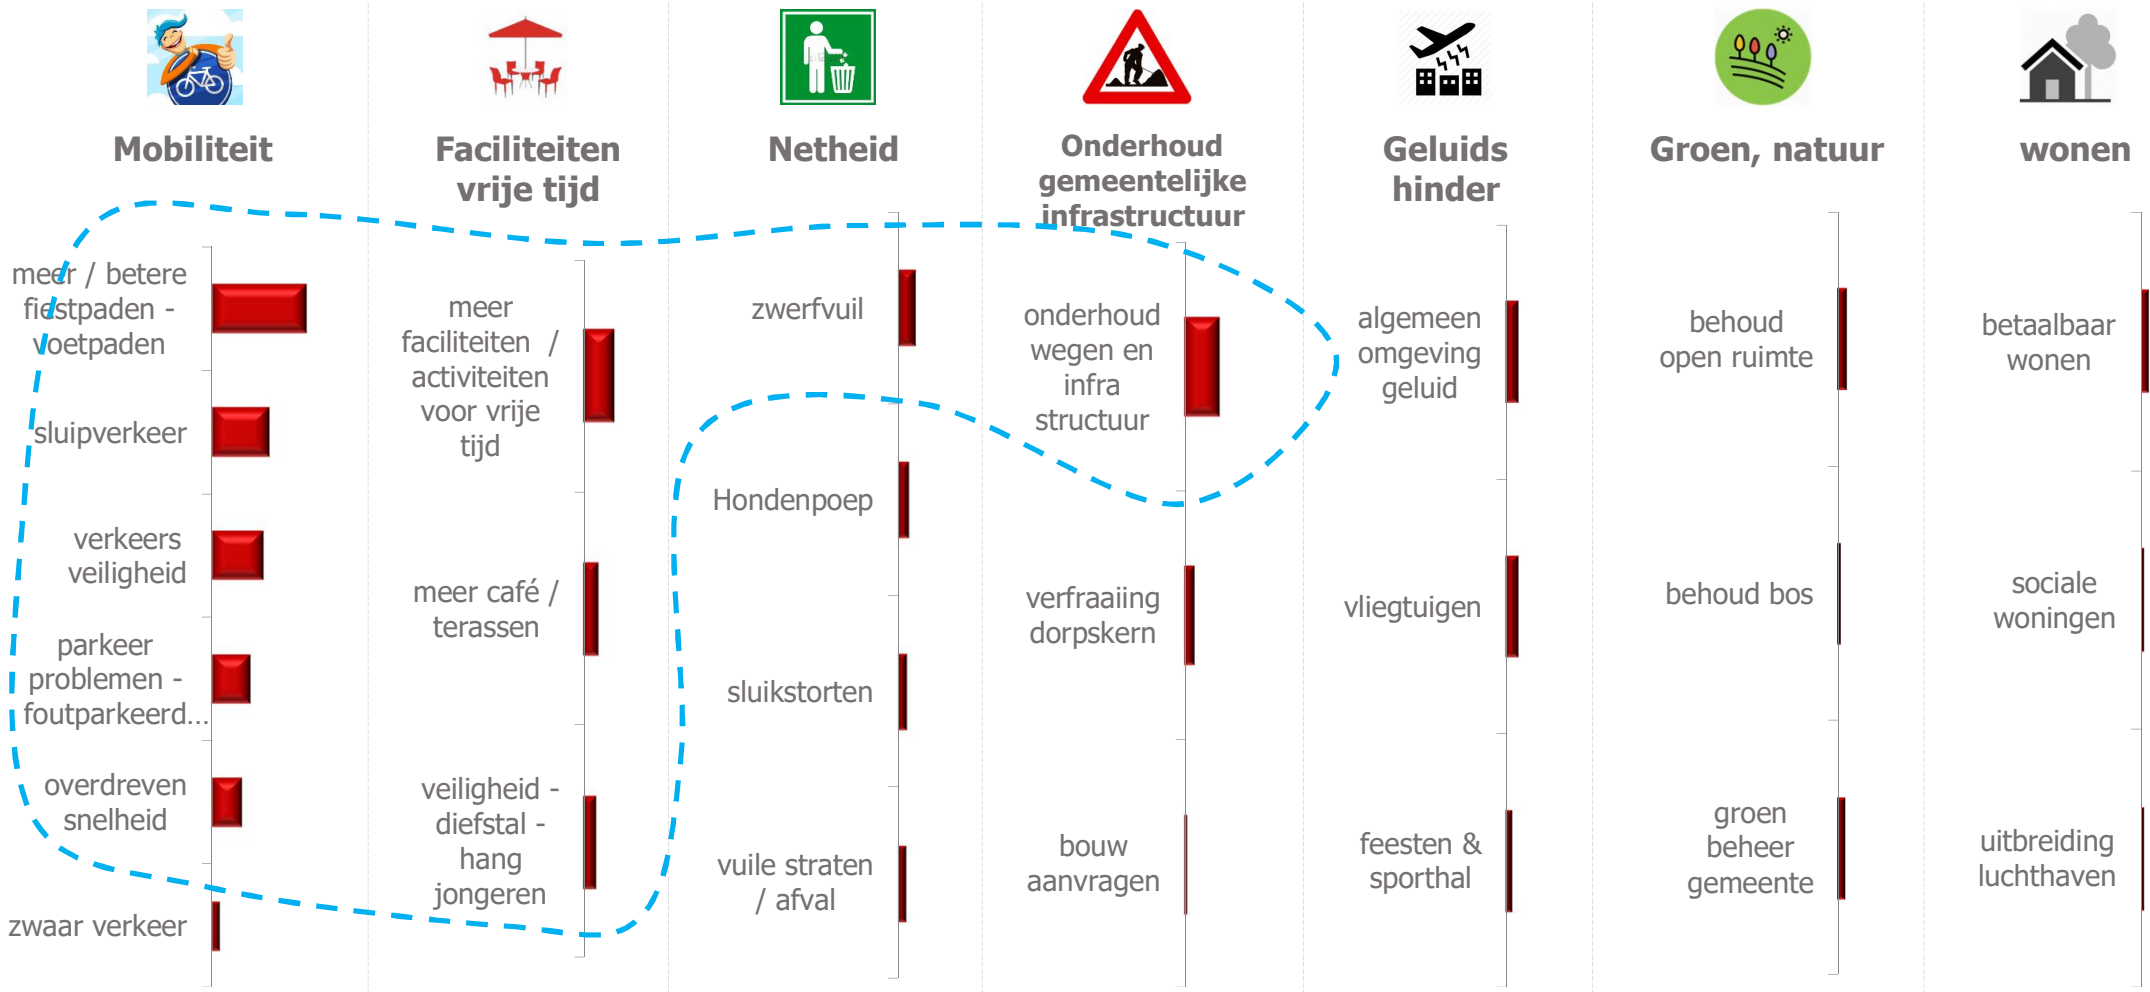 Mobiliteit
meer / betere
fiestpaden -
voetpaden
sluipverkeer
verkeers
veiligheid
parkeer
problemen -
foutparkeerd...
overdreven
snelheid
zwaar verkeer
Faciliteiten
vrije tijd
meer
faciliteiten /
activiteiten
voor vrije
tijd
meer café /
terassen
veiligheid -
diefstal -
hang
jongeren
Netheid
zwerfvuil
Hondenpoep
sluikstorten
vuile straten
/ afval
Onderhoud
gemeentelijke
infrastructuur
onderhoud
wegen en
infra
structuur
verfraaiing
dorpskern
bouw
aanvragen
Geluids
hinder
algemeen
omgeving
geluid
vliegtuigen
feesten &
sporthal
Groen, natuur
behoud
open ruimte
behoud bos
groen
beheer
gemeente
wonen
betaalbaar
wonen
sociale
woningen
uitbreiding
luchthaven